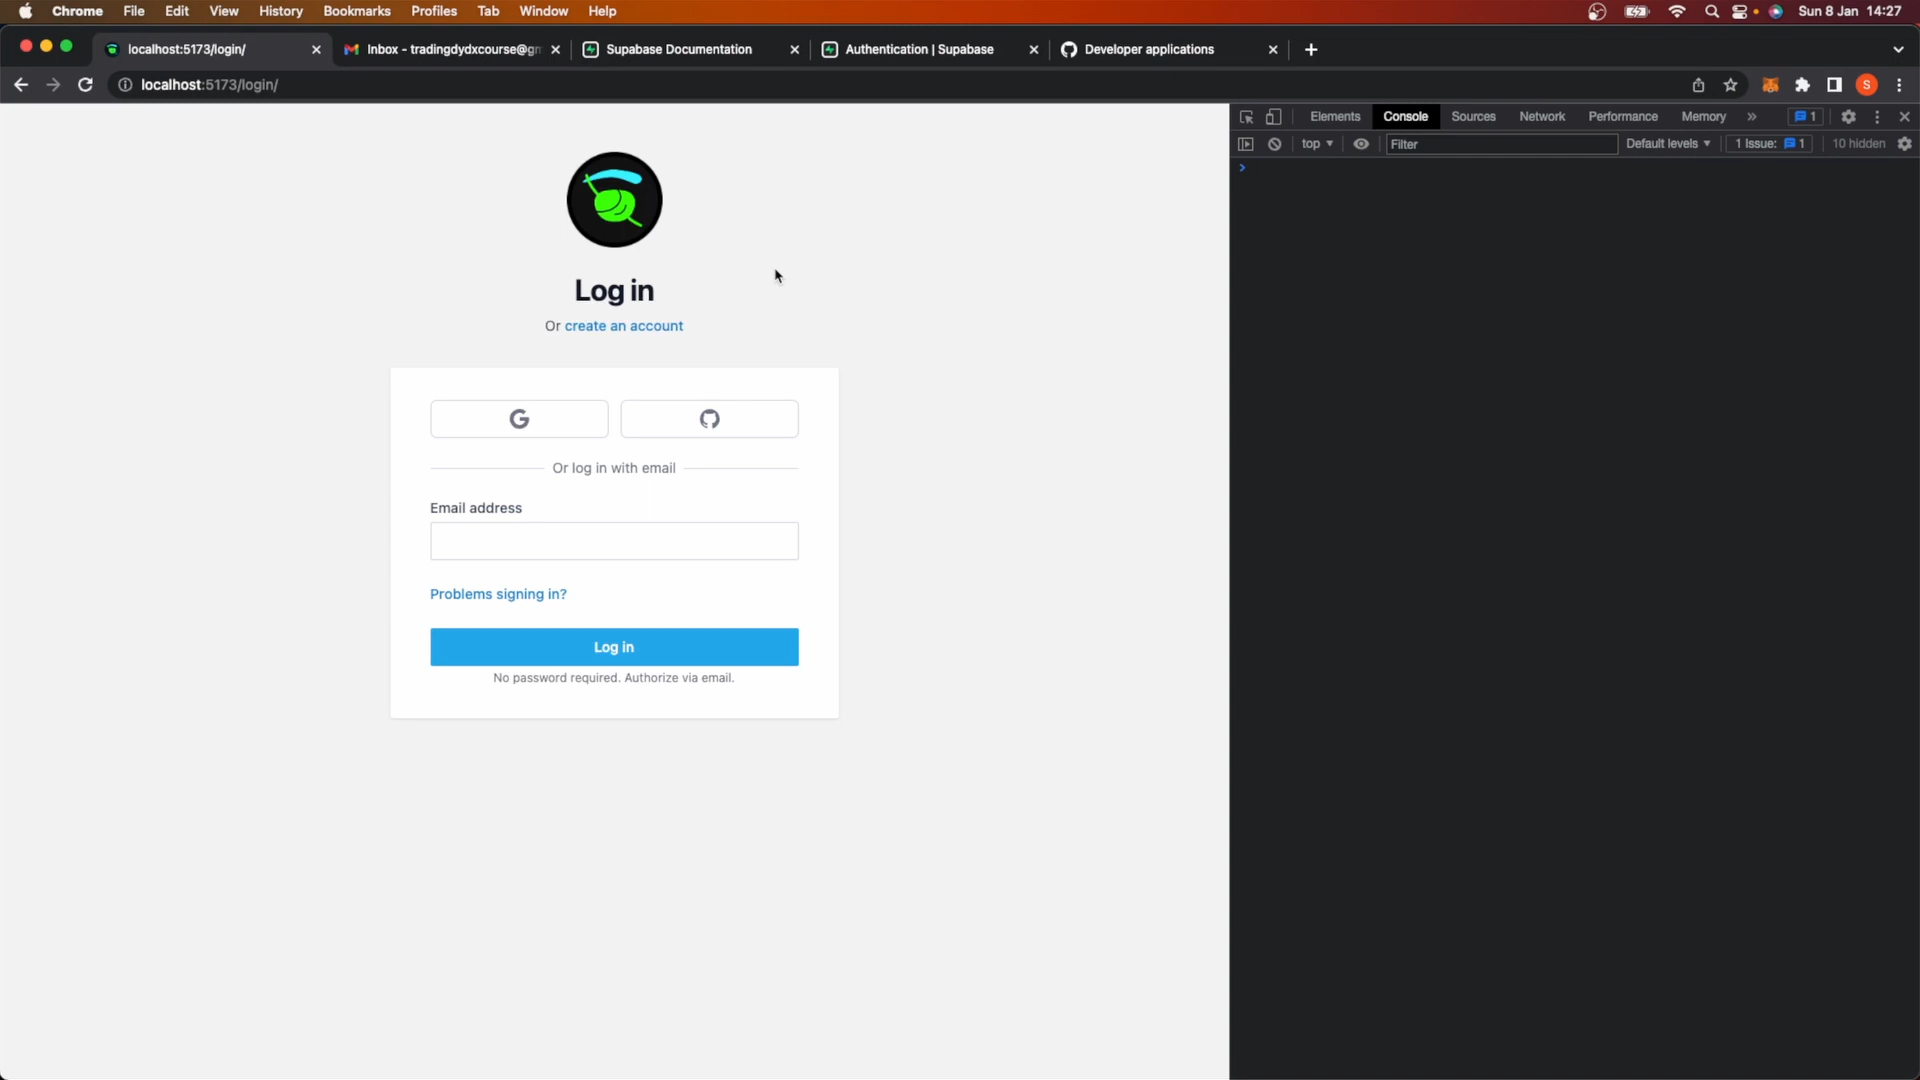 Chrome File Edit View History Bookmarks Profiles Tab Window Help Sun 8 Jan 14:27
localhost:5173/login/ Inbox - tradingdydxcourse@gm Supabase Documentation Authentication | Supabase Developer applications
localhost:5173/login/ S
Elements Console Sources Network Performance Memory 1
top Filter Default levels 1 Issue: 1 10 hidden
Log in
Or create an account
Or log in with email
Email address
Problems signing in?
Log in
No password required. Authorize via email.